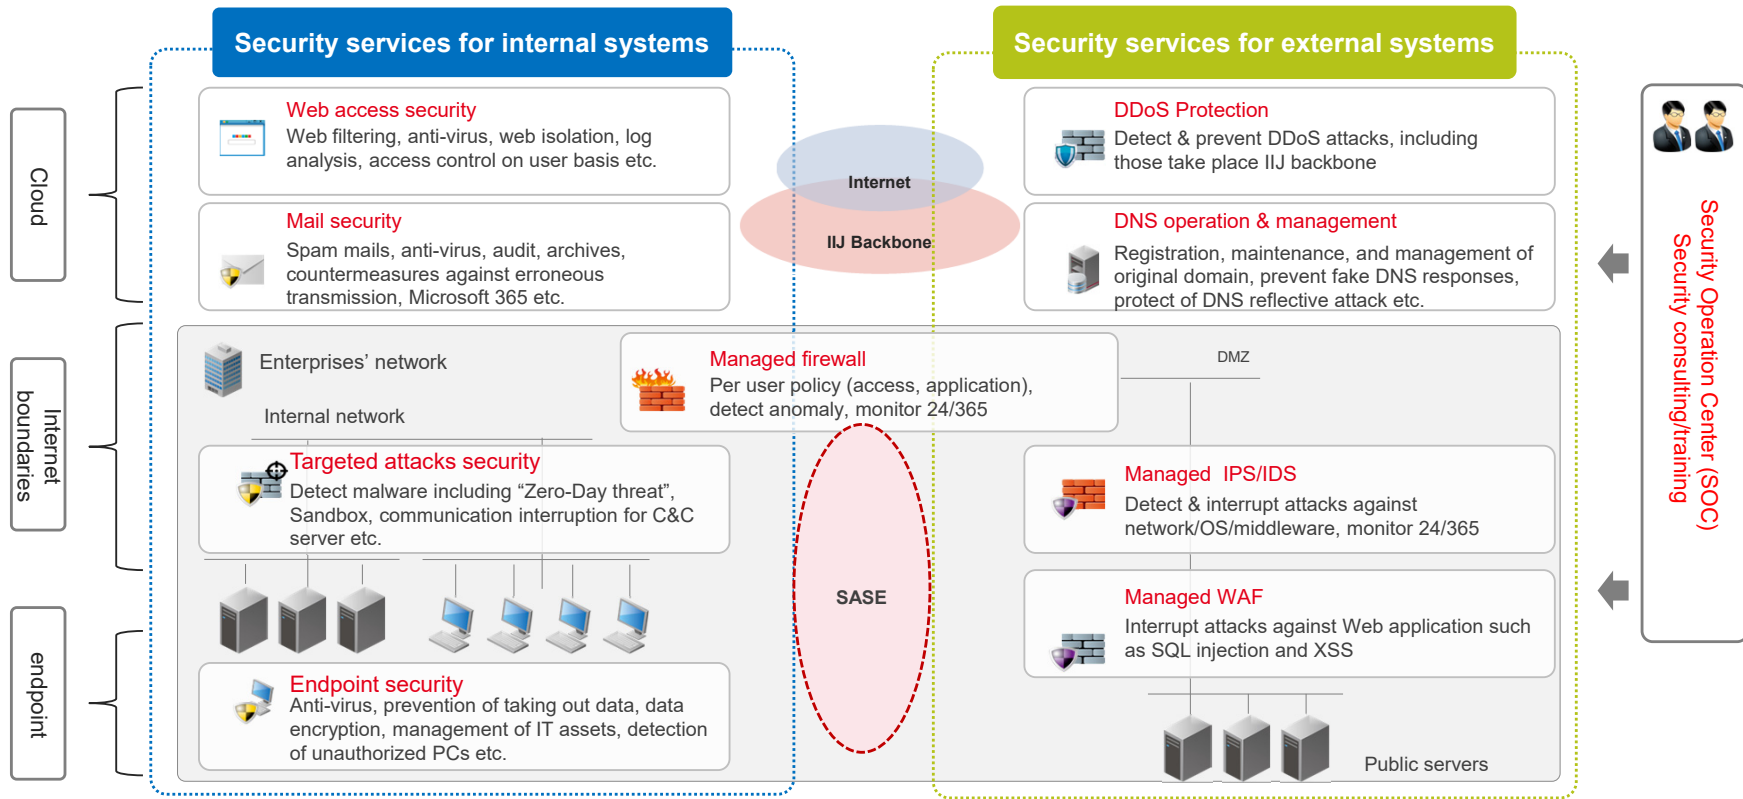 Security services for internal systems
Security services for external systems
Cloud
Internet
boundaries
endpoint
Web access security
Web filtering, anti-virus, web isolation, log
analysis, access control on user basis etc.
Mail security
Spam mails, anti-virus, audit, archives,
countermeasures against erroneous
transmission, Microsoft 365 etc.
Internet
IIJ Backbone
DDoS Protection
Detect & prevent DDoS attacks, including
those take place IIJ backbone
DNS operation & management
Registration, maintenance, and management of
original domain, prevent fake DNS responses,
protect of DNS reflective attack etc.
Enterprises’ network
Internal network
Managed firewall
Per user policy (access, application),
detect anomaly, monitor 24/365
DMZ
Targeted attacks security
Detect malware including “Zero-Day threat”,
Sandbox, communication interruption for C&C
server etc.
SASE
Managed IPS/IDS
Detect & interrupt attacks against
network/OS/middleware, monitor 24/365
Managed WAF
Interrupt attacks against Web application such
as SQL injection and XSS
Endpoint security
Anti-virus, prevention of taking out data, data
encryption, management of IT assets, detection
of unauthorized PCs etc.
Public servers
Security Operation Center (SOC)
Security consulting/training